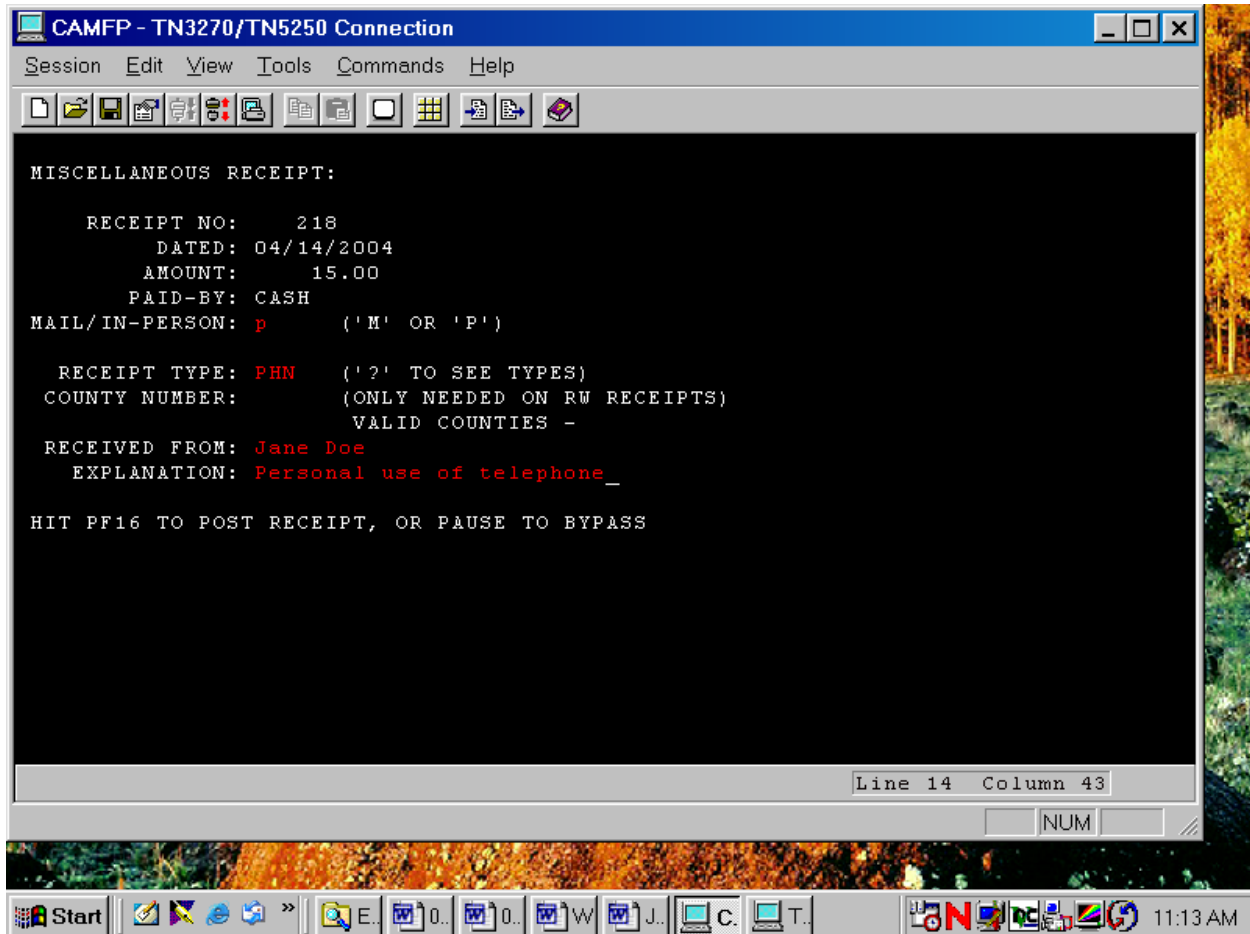 CAMFP - TN3270/TN5250 Connection
Session Edit View Tools Commands Help
MISCELLANEOUS RECEIPT:
RECEIPT NO: 218
DATED: 04/14/2004
AMOUNT: 15.00
PAID-BY: CASH
MAIL/IN-PERSON: p ('M' OR 'P')
RECEIPT TYPE: PHN ('?' TO SEE TYPES)
COUNTY NUMBER: (ONLY NEEDED ON RW RECEIPTS)
VALID COUNTIES -
RECEIVED FROM: Jane Doe
EXPLANATION: Personal use of telephone_
HIT PF16 TO POST RECEIPT, OR PAUSE TO BYPASS
Line 14 Column 43
NUM
Start » E.. 0.. 0.. W J.. C. T.. N 11:13 AM